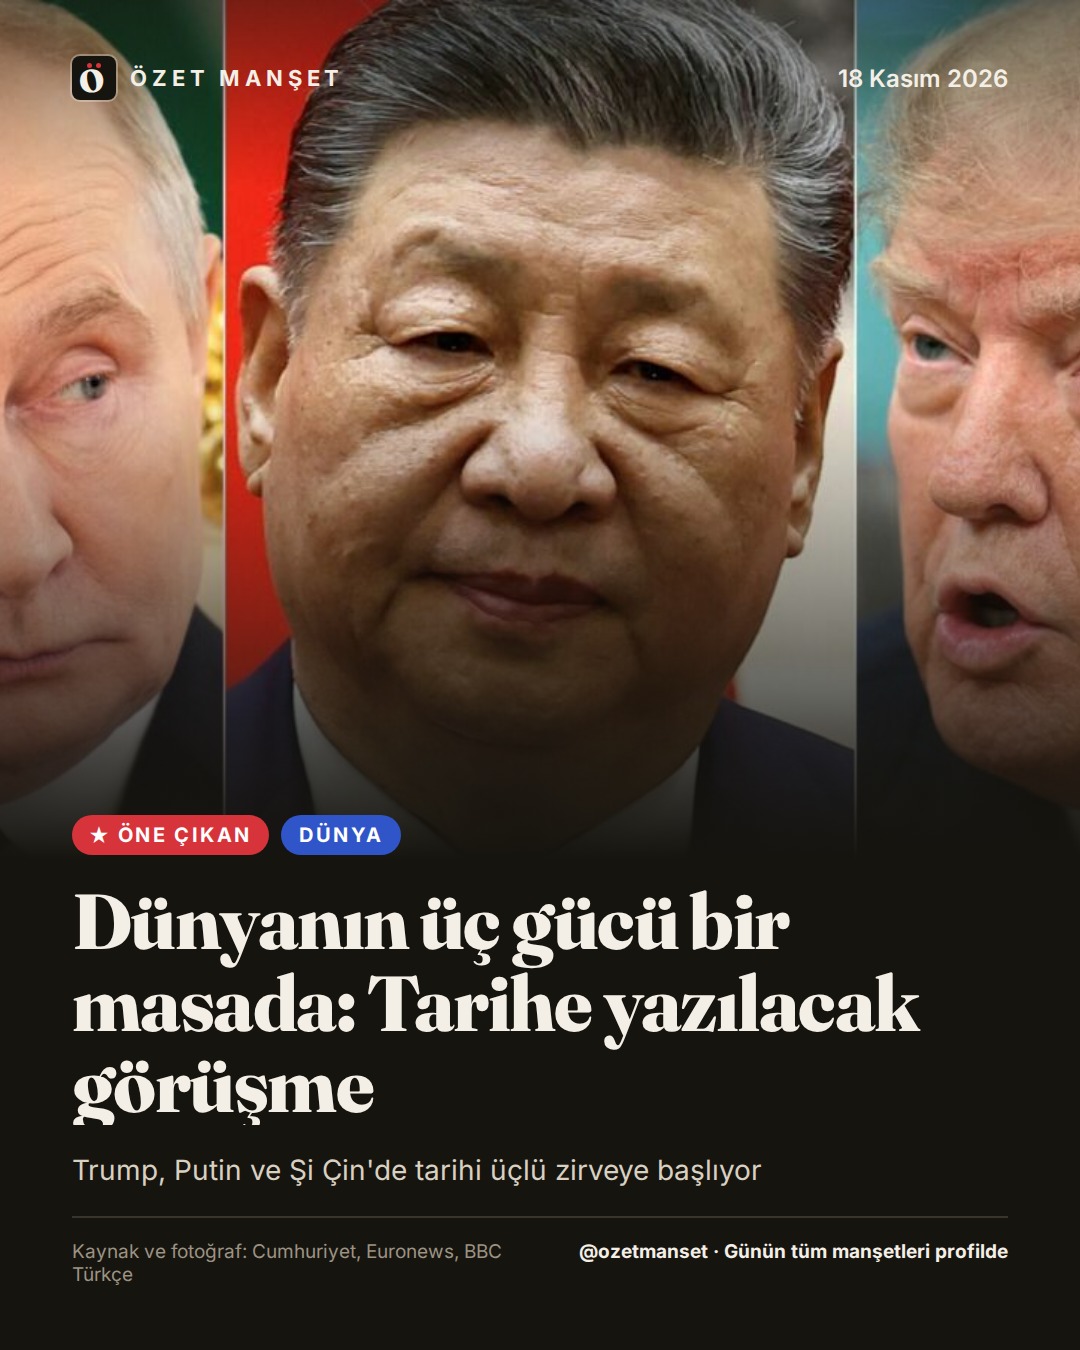 ö ÖZET MANŞET
18 Kasım 2026
★ ÖNE ÇIKAN
DÜNYA
Dünyanın üç gücü bir
masada: Tarihe yazılacak
görüşme
Trump, Putin ve Şi Çin'de tarihi üçlü zirveye başlıyor
Kaynak ve fotoğraf: Cumhuriyet, Euronews, BBC
Türkçe
@ozetmanset · Günün tüm manşetleri profilde